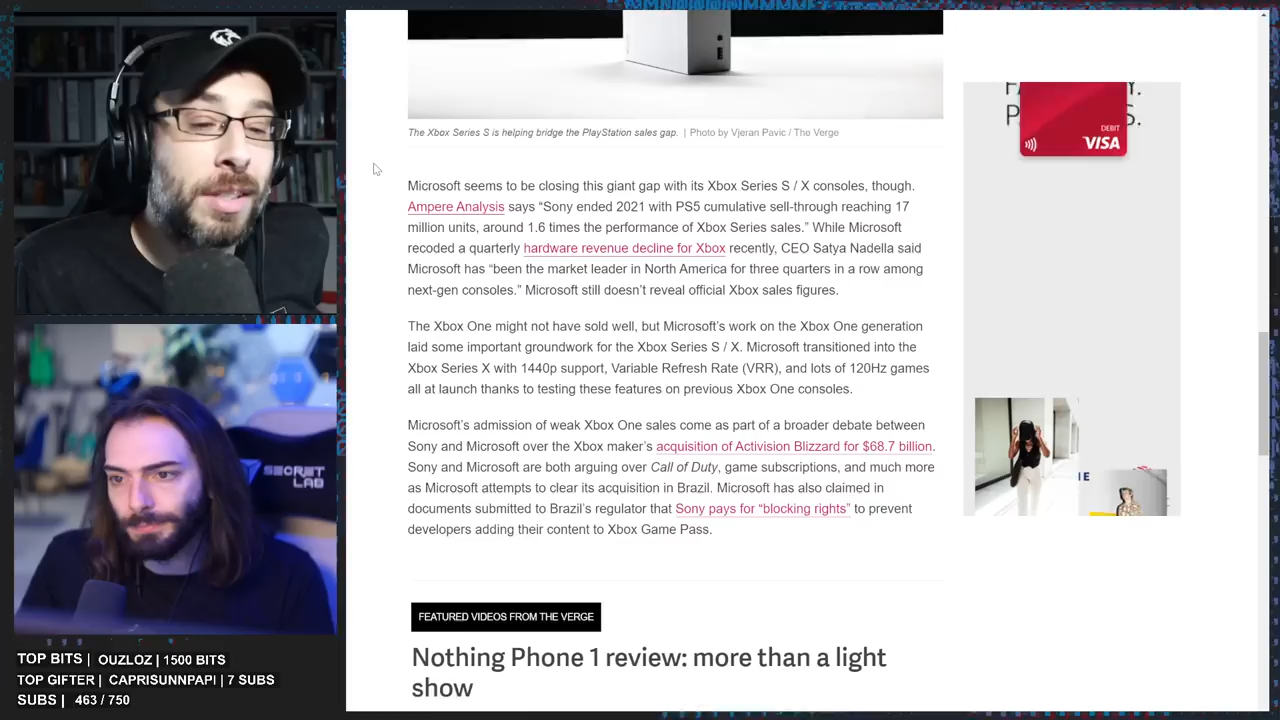 The Xbox Series S is helping bridge the PlayStation sales gap. | Photo by Vjeran Pavic / The Verge
Microsoft seems to be closing this giant gap with its Xbox Series S / X consoles, though.
Ampere Analysis says “Sony ended 2021 with PS5 cumulative sell-through reaching 17
million units, around 1.6 times the performance of Xbox Series sales.” While Microsoft
recoded a quarterly hardware revenue decline for Xbox recently, CEO Satya Nadella said
Microsoft has “been the market leader in North America for three quarters in a row among
next-gen consoles.” Microsoft still doesn’t reveal official Xbox sales figures.
The Xbox One might not have sold well, but Microsoft’s work on the Xbox One generation
laid some important groundwork for the Xbox Series S / X. Microsoft transitioned into the
Xbox Series X with 1440p support, Variable Refresh Rate (VRR), and lots of 120Hz games
all at launch thanks to testing these features on previous Xbox One consoles.
Microsoft’s admission of weak Xbox One sales come as part of a broader debate between
Sony and Microsoft over the Xbox maker’s acquisition of Activision Blizzard for $68.7 billion.
Sony and Microsoft are both arguing over Call of Duty, game subscriptions, and much more
as Microsoft attempts to clear its acquisition in Brazil. Microsoft has also claimed in
documents submitted to Brazil’s regulator that Sony pays for “blocking rights” to prevent
developers adding their content to Xbox Game Pass.
FEATURED VIDEOS FROM THE VERGE
Nothing Phone 1 review: more than a light
show
DEBIT
VISA
SECRET
LAB
TOP BITS | OUZLOZ | 1500 BITS
TOP GIFTER | CAPRISUNNPAPI | 7 SUBS
SUBS | 463 / 750